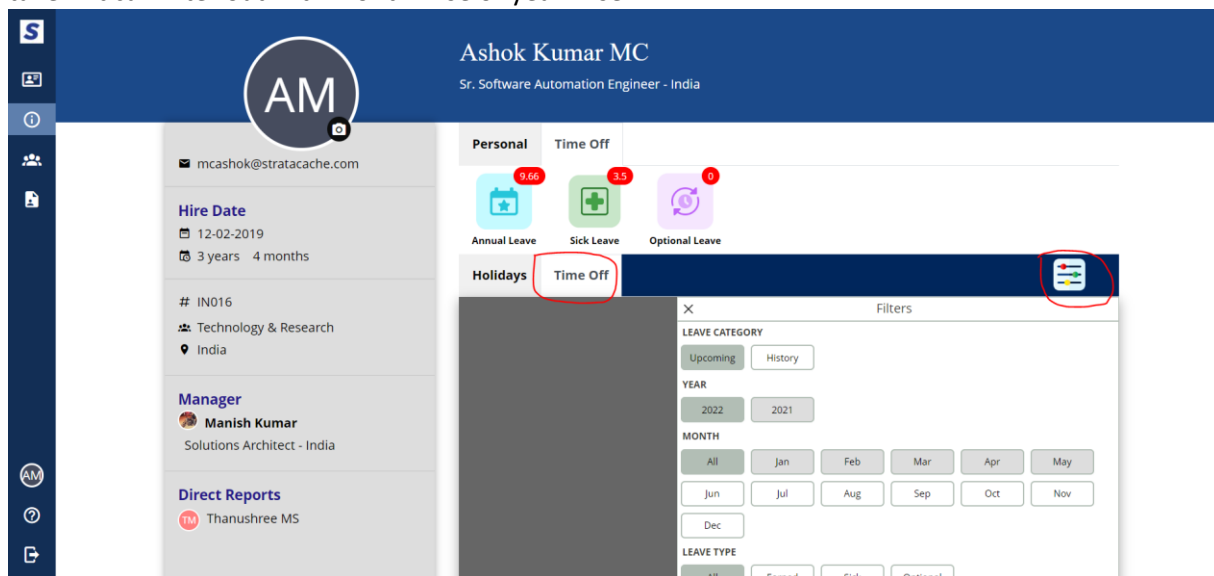 S
Ashok Kumar MC
Sr. Software Automation Engineer - India
AM
mcashok@stratacache.com
Hire Date
12-02-2019
3 years 4 months
# IN016
Technology & Research
India
Manager
Manish Kumar
Solutions Architect - India
Direct Reports
TM Thanushree MS
AM
Personal Time Off
9.66 3.5 0
Annual Leave Sick Leave Optional Leave
Holidays Time Off
Filters
LEAVE CATEGORY
Upcoming History
YEAR
2022 2021
MONTH
All Jan Feb Mar Apr May
Jun Jul Aug Sep Oct Nov
Dec
LEAVE TYPE